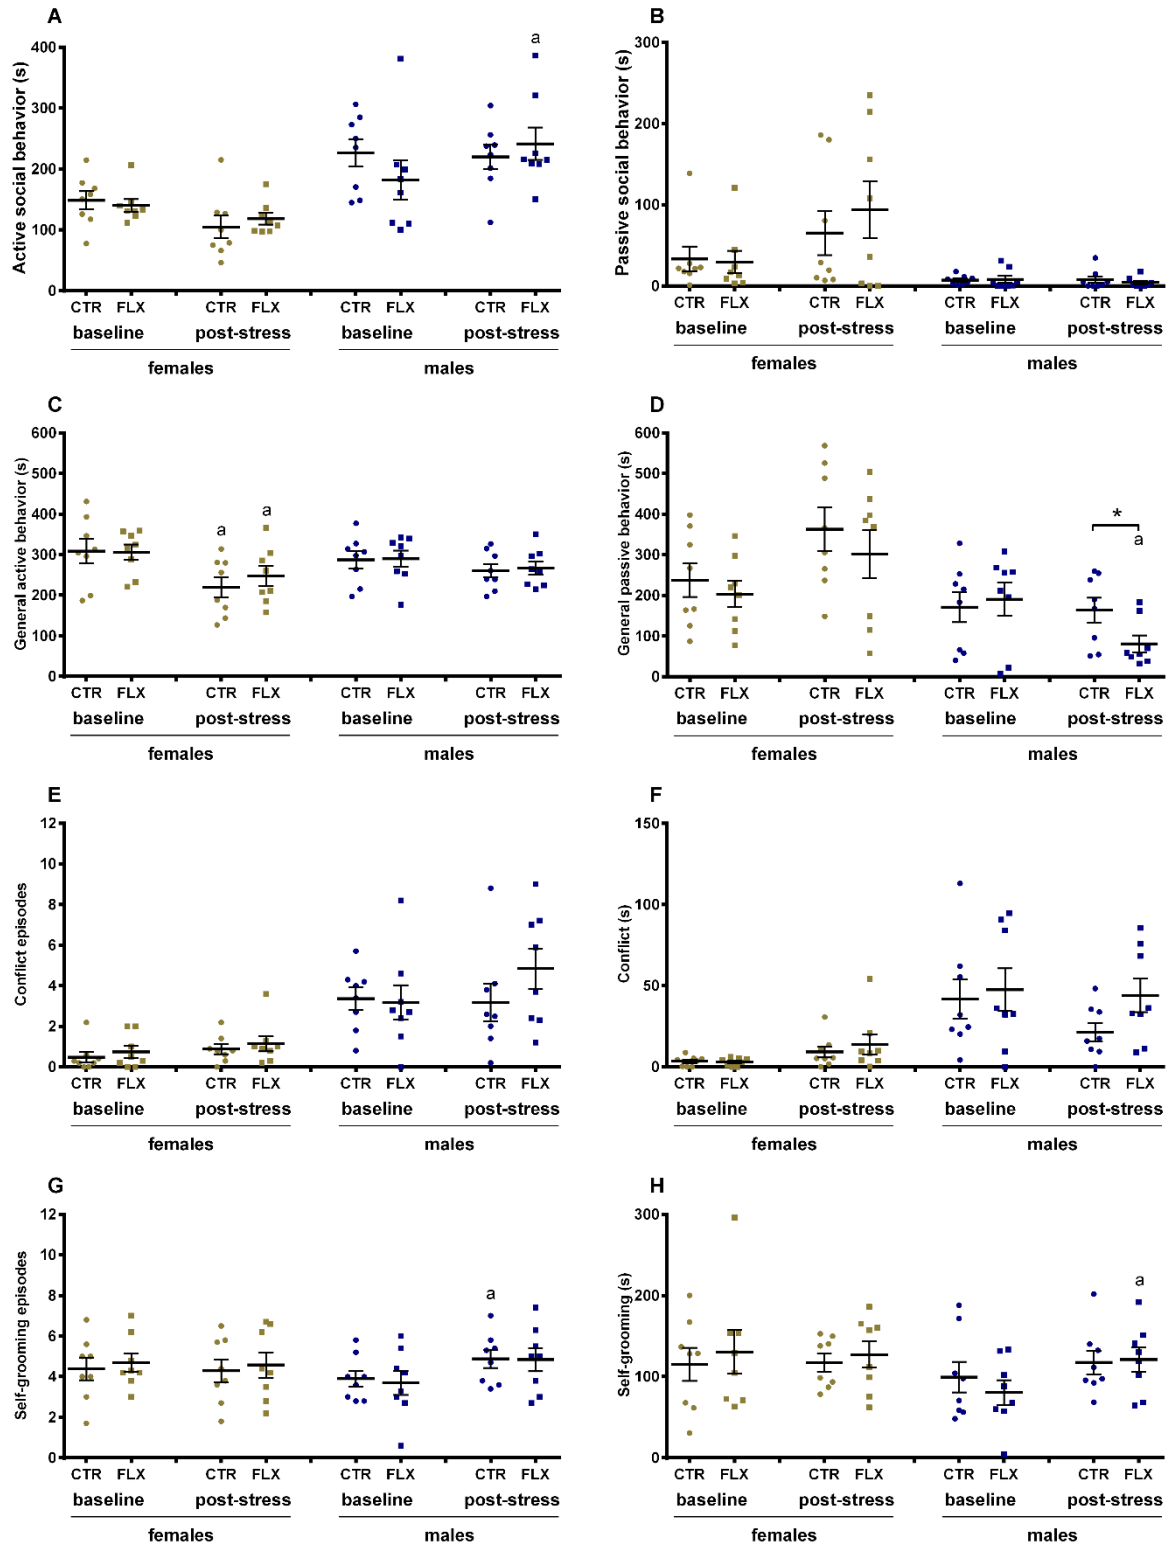 A
Active social behavior (s)
400
300
200
100
0
a
CTR FLX CTR FLX CTR FLX CTR FLX
baseline post-stress baseline post-stress
females males
B
Passive social behavior (s)
300
200
100
0
CTR FLX CTR FLX CTR FLX CTR FLX
baseline post-stress baseline post-stress
females males
C
General active behavior (s)
600
500
400
300
200
100
0
a a
CTR FLX CTR FLX CTR FLX CTR FLX
baseline post-stress baseline post-stress
females males
D
General passive behavior (s)
600
500
400
300
200
100
0
*
a
CTR FLX CTR FLX CTR FLX CTR FLX
baseline post-stress baseline post-stress
females males
E
Conflict episodes
12
10
8
6
4
2
0
CTR FLX CTR FLX CTR FLX CTR FLX
baseline post-stress baseline post-stress
females males
F
Conflict (s)
150
100
50
0
CTR FLX CTR FLX CTR FLX CTR FLX
baseline post-stress baseline post-stress
females males
G
Self-grooming episodes
12
10
8
6
4
2
0
a
CTR FLX CTR FLX CTR FLX CTR FLX
baseline post-stress baseline post-stress
females males
H
Self-grooming (s)
300
200
100
0
a
CTR FLX CTR FLX CTR FLX CTR FLX
baseline post-stress baseline post-stress
females males